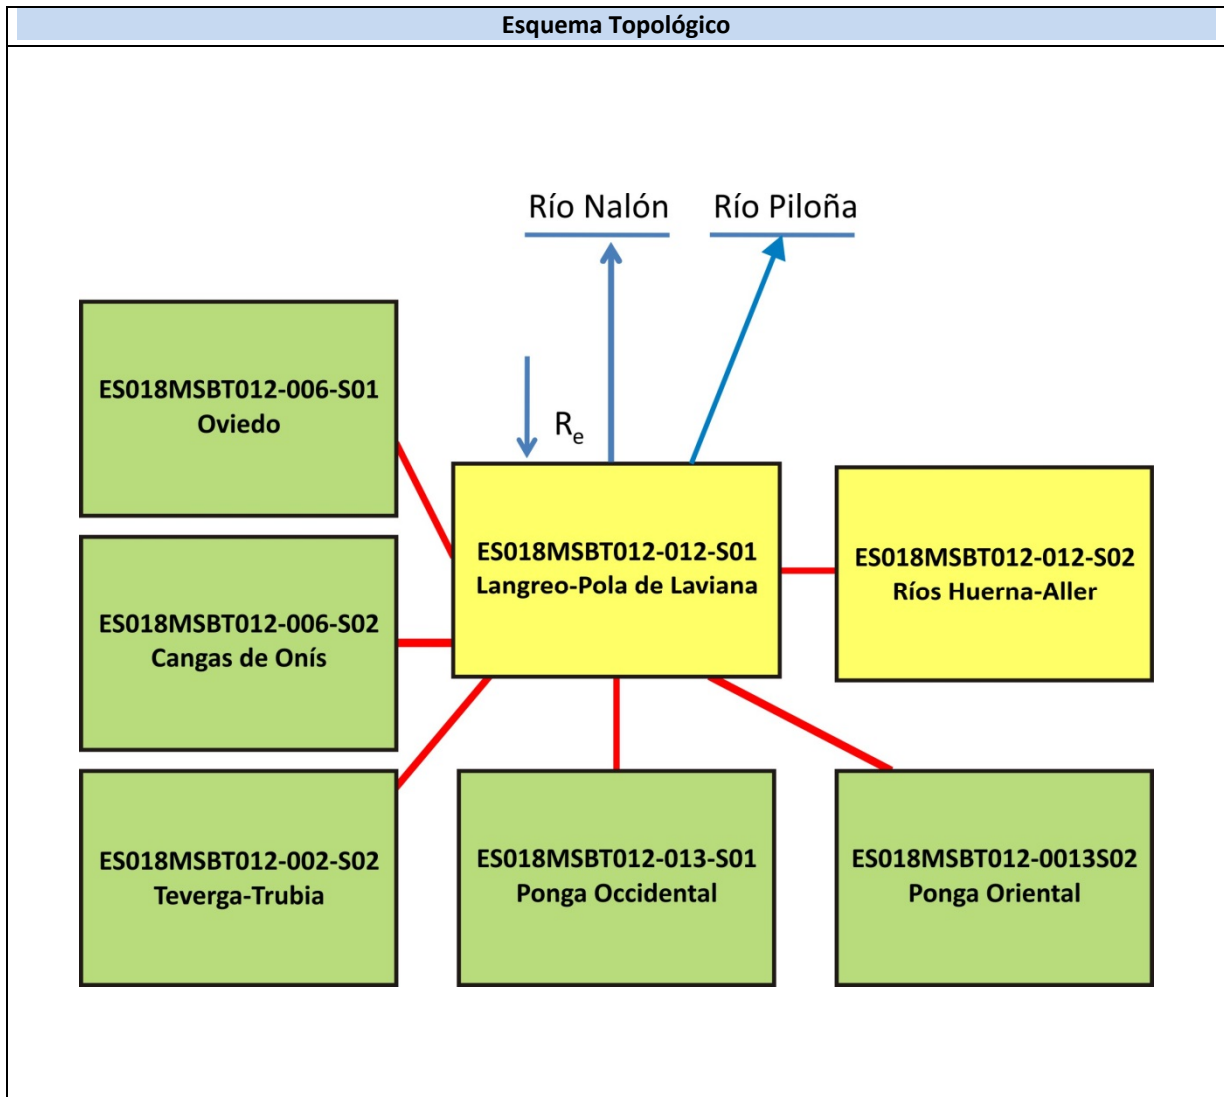 Esquema Topológico
Río Nalón
Río Piloña
ES018MSBT012-006-S01
Oviedo
Re
ES018MSBT012-012-S01
Langreo-Pola de Laviana
ES018MSBT012-012-S02
Ríos Huerna-Aller
ES018MSBT012-006-S02
Cangas de Onís
ES018MSBT012-002-S02
Teverga-Trubia
ES018MSBT012-013-S01
Ponga Occidental
ES018MSBT012-0013S02
Ponga Oriental